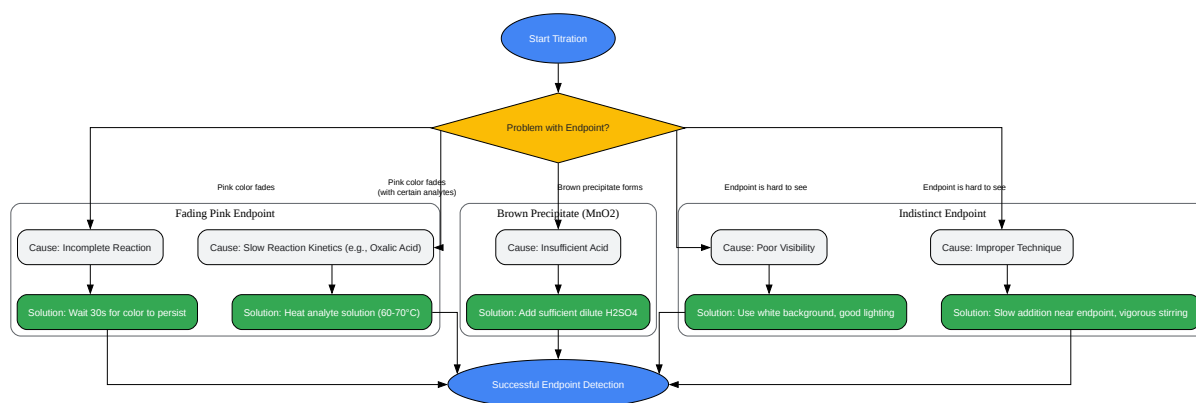 Start Titration
Problem with Endpoint?
Pink color fades
Pink color fades
(with certain analytes)
Brown precipitate forms
Endpoint is hard to see
Endpoint is hard to see
Fading Pink Endpoint
Brown Precipitate (MnO2)
Indistinct Endpoint
Cause: Incomplete Reaction
Cause: Slow Reaction Kinetics (e.g., Oxalic Acid)
Cause: Insufficient Acid
Cause: Poor Visibility
Cause: Improper Technique
Solution: Wait 30s for color to persist
Solution: Heat analyte solution (60-70°C)
Solution: Add sufficient dilute H2SO4
Solution: Use white background, good lighting
Solution: Slow addition near endpoint, vigorous stirring
Successful Endpoint Detection